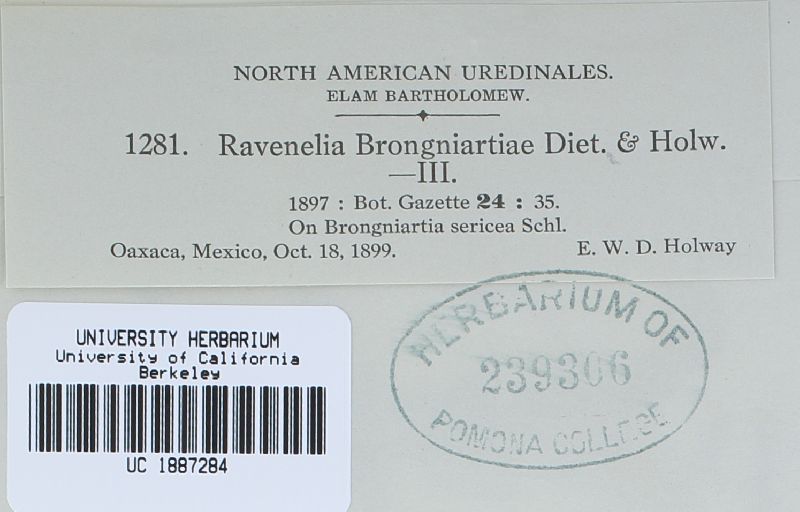 NORTH AMERICAN UREDINALES.
ELAM BARTHOLOMEW.
1281. Ravenelia Brongniartiae Diet. & Holw.
—III.
1897 : Bot. Gazette 24 : 35.
On Brongniartia sericea Schl.
Oaxaca, Mexico, Oct. 18, 1899. E. W. D. Holway
UNIVERSITY HERBARIUM
University of California
Berkeley
UC 1887284
HERBARIUM OF
239306
POMONA COLLEGE